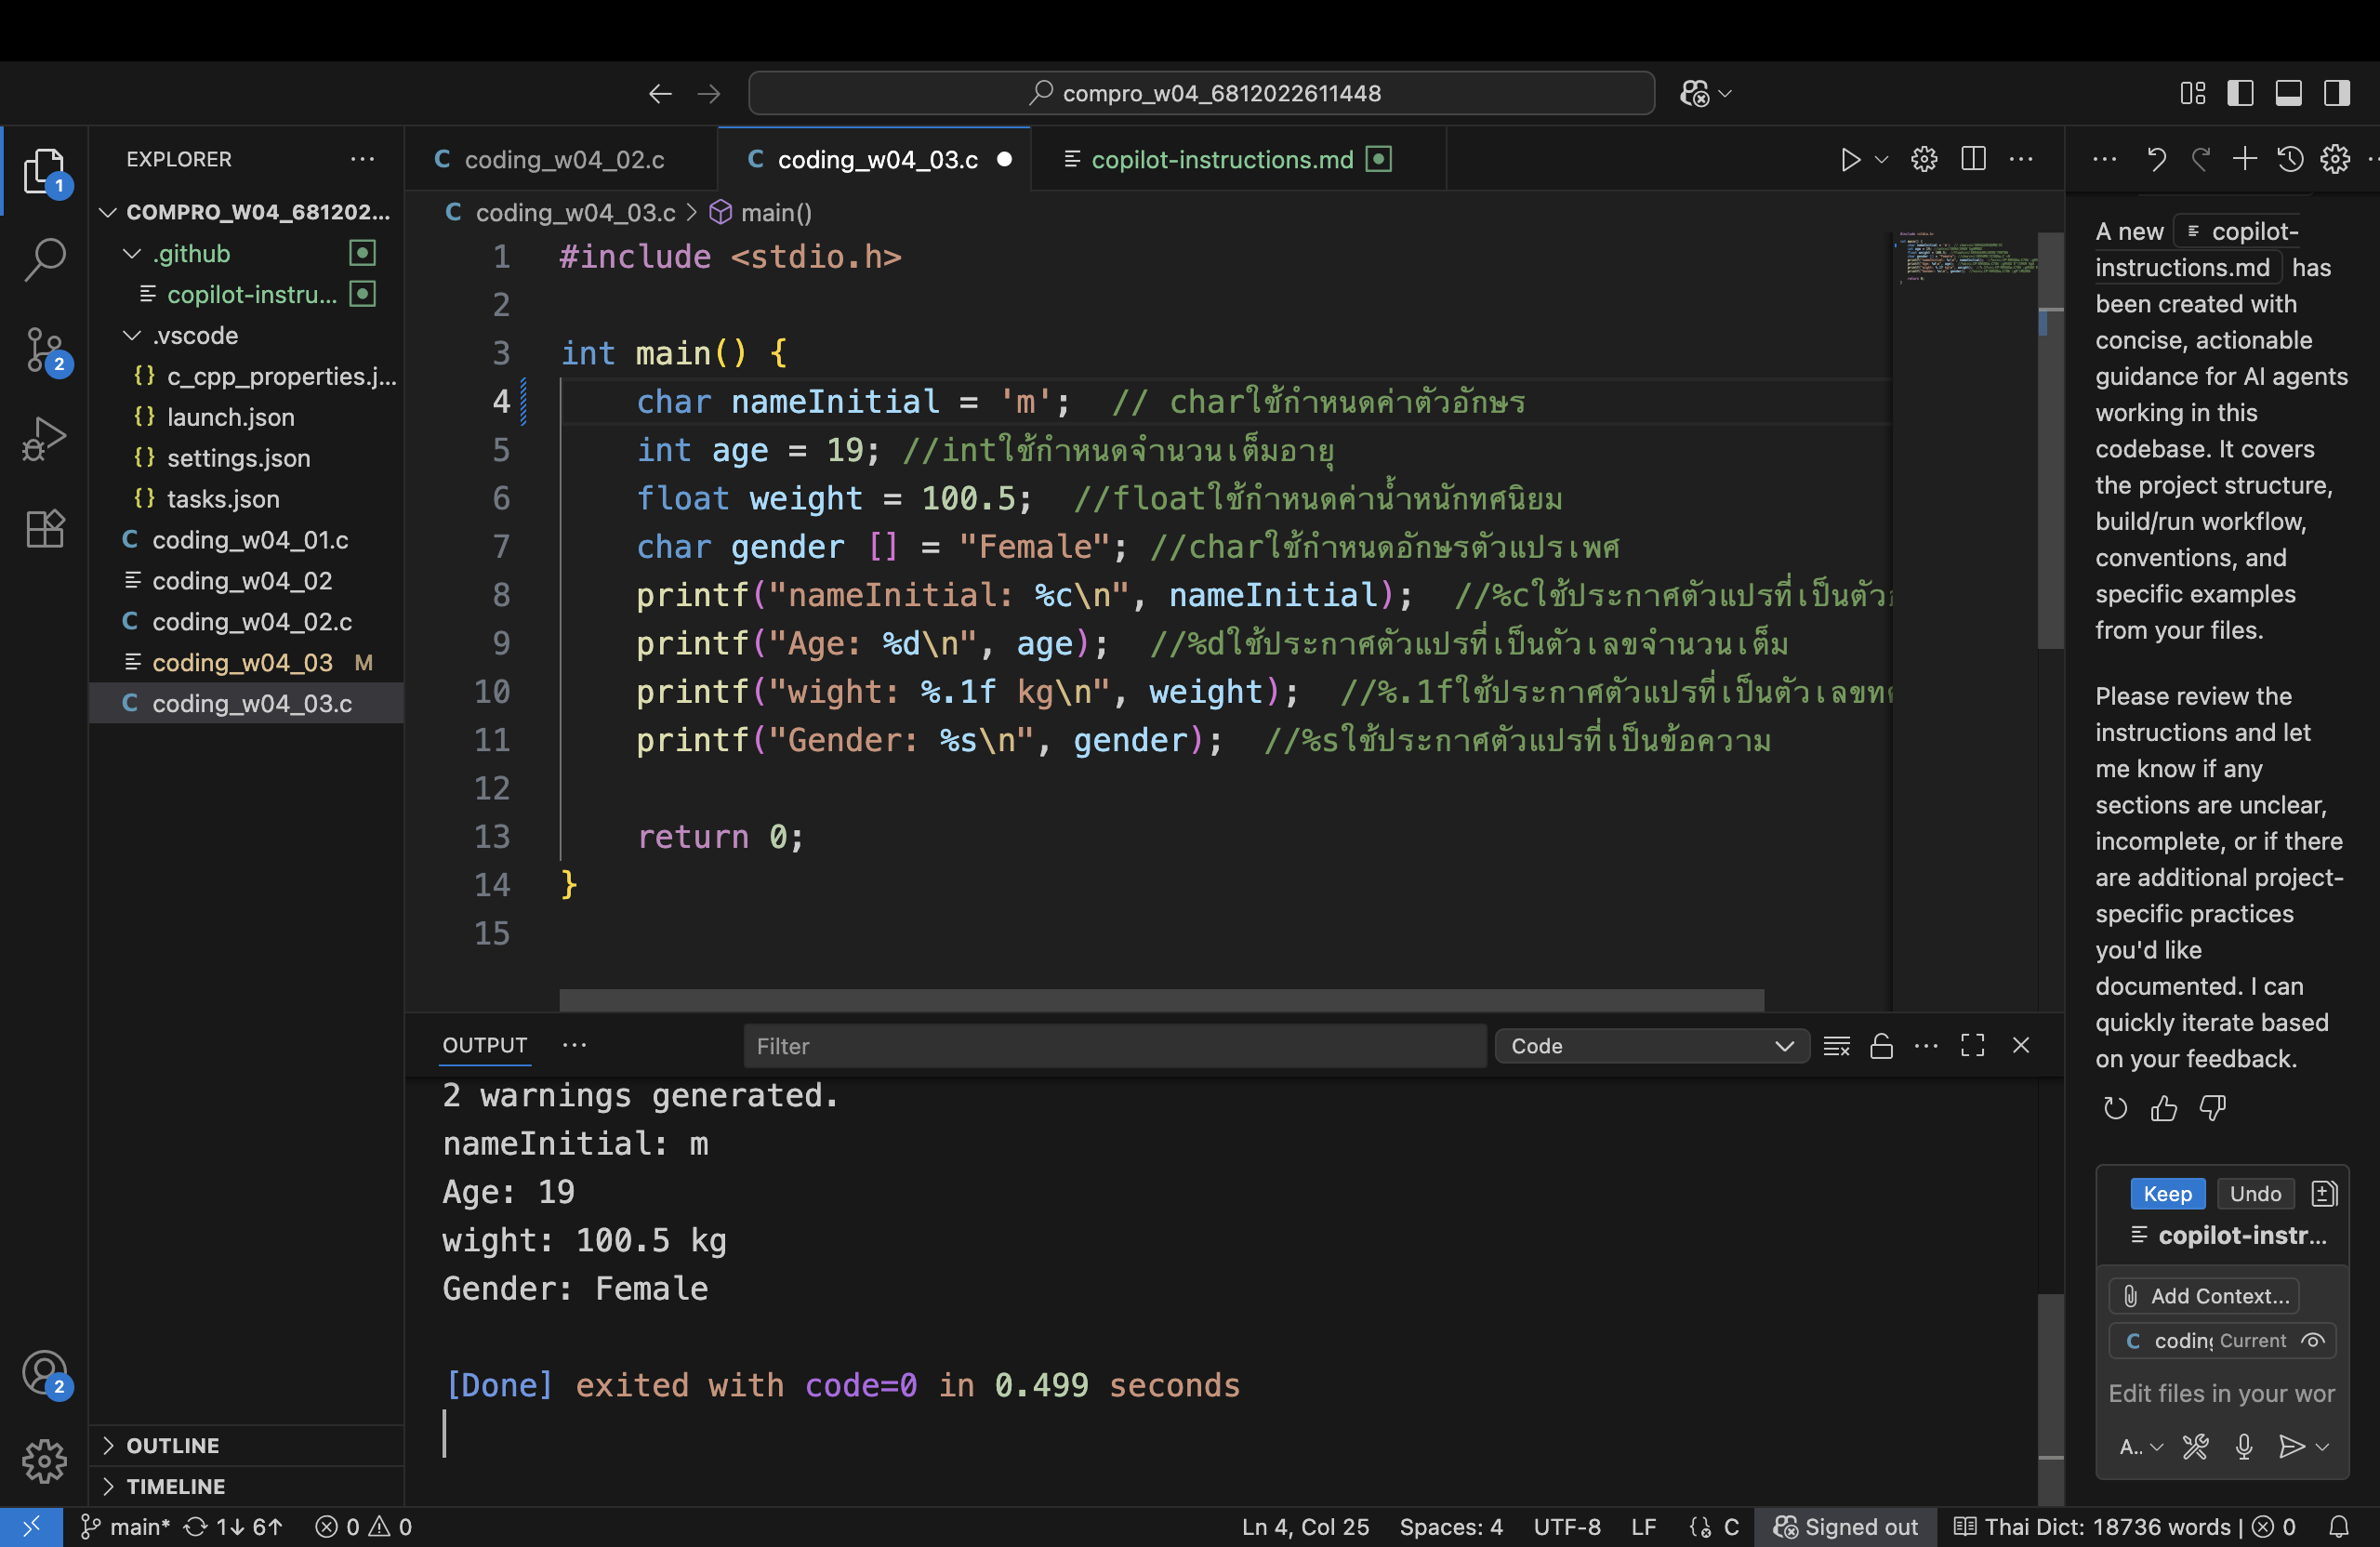 compro_w04_6812022611448
EXPLORER
COMPRO_W04_681202...
.github
copilot-instru...
.vscode
c_cpp_properties.j...
launch.json
settings.json
tasks.json
coding_w04_01.c
coding_w04_02
coding_w04_02.c
coding_w04_03 M
coding_w04_03.c
OUTLINE
TIMELINE
coding_w04_02.c
coding_w04_03.c
copilot-instructions.md
coding_w04_03.c > main()
1 #include <stdio.h>
2
3 int main() {
4 char nameInitial = 'm'; // charใช้กำหนดค่าตัวอักษร
5 int age = 19; //intใช้กำหนดจำนวนเต็มอายุ
6 float weight = 100.5; //floatใช้กำหนดค่าน้ำหนักทศนิยม
7 char gender [] = "Female"; //charใช้กำหนดอักษรตัวแปรเพศ
8 printf("nameInitial: %c\n", nameInitial); //%cใช้ประกาศตัวแปรที่เป็นตัว
9 printf("Age: %d\n", age); //%dใช้ประกาศตัวแปรที่เป็นตัวเลขจำนวนเต็ม
10 printf("wight: %.1f kg\n", weight); //%.1fใช้ประกาศตัวแปรที่เป็นตัวเลขท
11 printf("Gender: %s\n", gender); //%sใช้ประกาศตัวแปรที่เป็นข้อความ
12
13 return 0;
14 }
15
OUTPUT
Filter
Code
2 warnings generated.
nameInitial: m
Age: 19
wight: 100.5 kg
Gender: Female
[Done] exited with code=0 in 0.499 seconds
A new copilot-
instructions.md has
been created with
concise, actionable
guidance for AI agents
working in this
codebase. It covers
the project structure,
build/run workflow,
conventions, and
specific examples
from your files.
Please review the
instructions and let
me know if any
sections are unclear,
incomplete, or if there
are additional project-
specific practices
you'd like
documented. I can
quickly iterate based
on your feedback.
Keep Undo
copilot-instr...
Add Context...
coding Current
Edit files in your wor
A..
1
2
2
main* 1↓ 6↑ 0 0
Ln 4, Col 25 Spaces: 4 UTF-8 LF C Signed out Thai Dict: 18736 words | 0